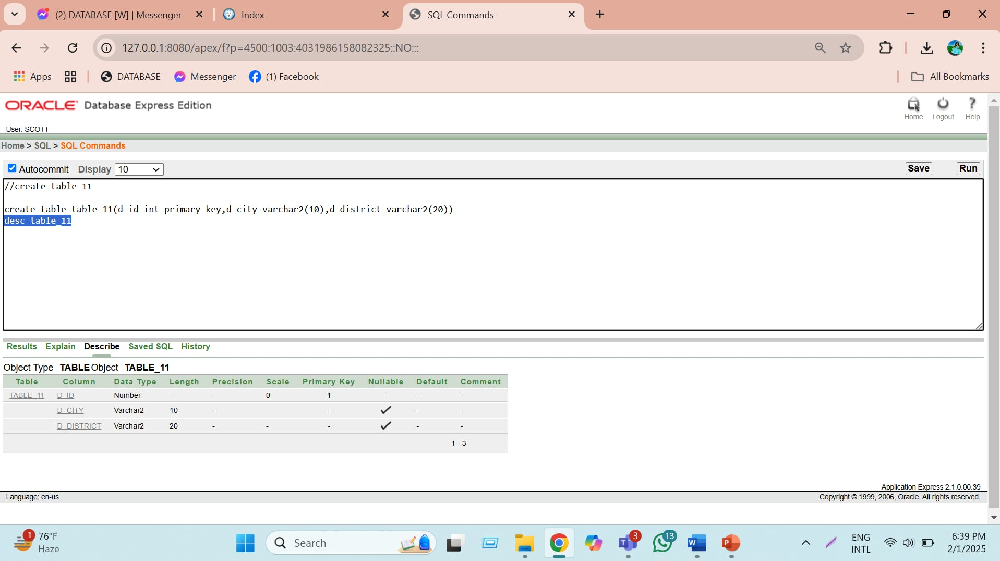 (2) DATABASE [W] | Messenger
Index
SQL Commands
127.0.0.1:8080/apex/f?p=4500:1003:4031986158082325::NO:::
Apps
DATABASE
Messenger
(1) Facebook
All Bookmarks
ORACLE Database Express Edition
Home
Logout
Help
User: SCOTT
Home > SQL > SQL Commands
Autocommit Display 10
Save
Run
//create table_11
create table table_11(d_id int primary key,d_city varchar2(10),d_district varchar2(20))
desc table_11
Results Explain Describe Saved SQL History
Object Type TABLE Object TABLE_11
Table Column Data Type Length Precision Scale Primary Key Nullable Default Comment
TABLE_11 D_ID Number - - 0 1 - - -
D_CITY Varchar2 10 - - - ✓ - -
D_DISTRICT Varchar2 20 - - - ✓ - -
1 - 3
Application Express 2.1.0.00.39
Language: en-us
Copyright © 1999, 2006, Oracle. All rights reserved.
1
76°F
Haze
Search
3
13
ENG
INTL
6:39 PM
2/1/2025